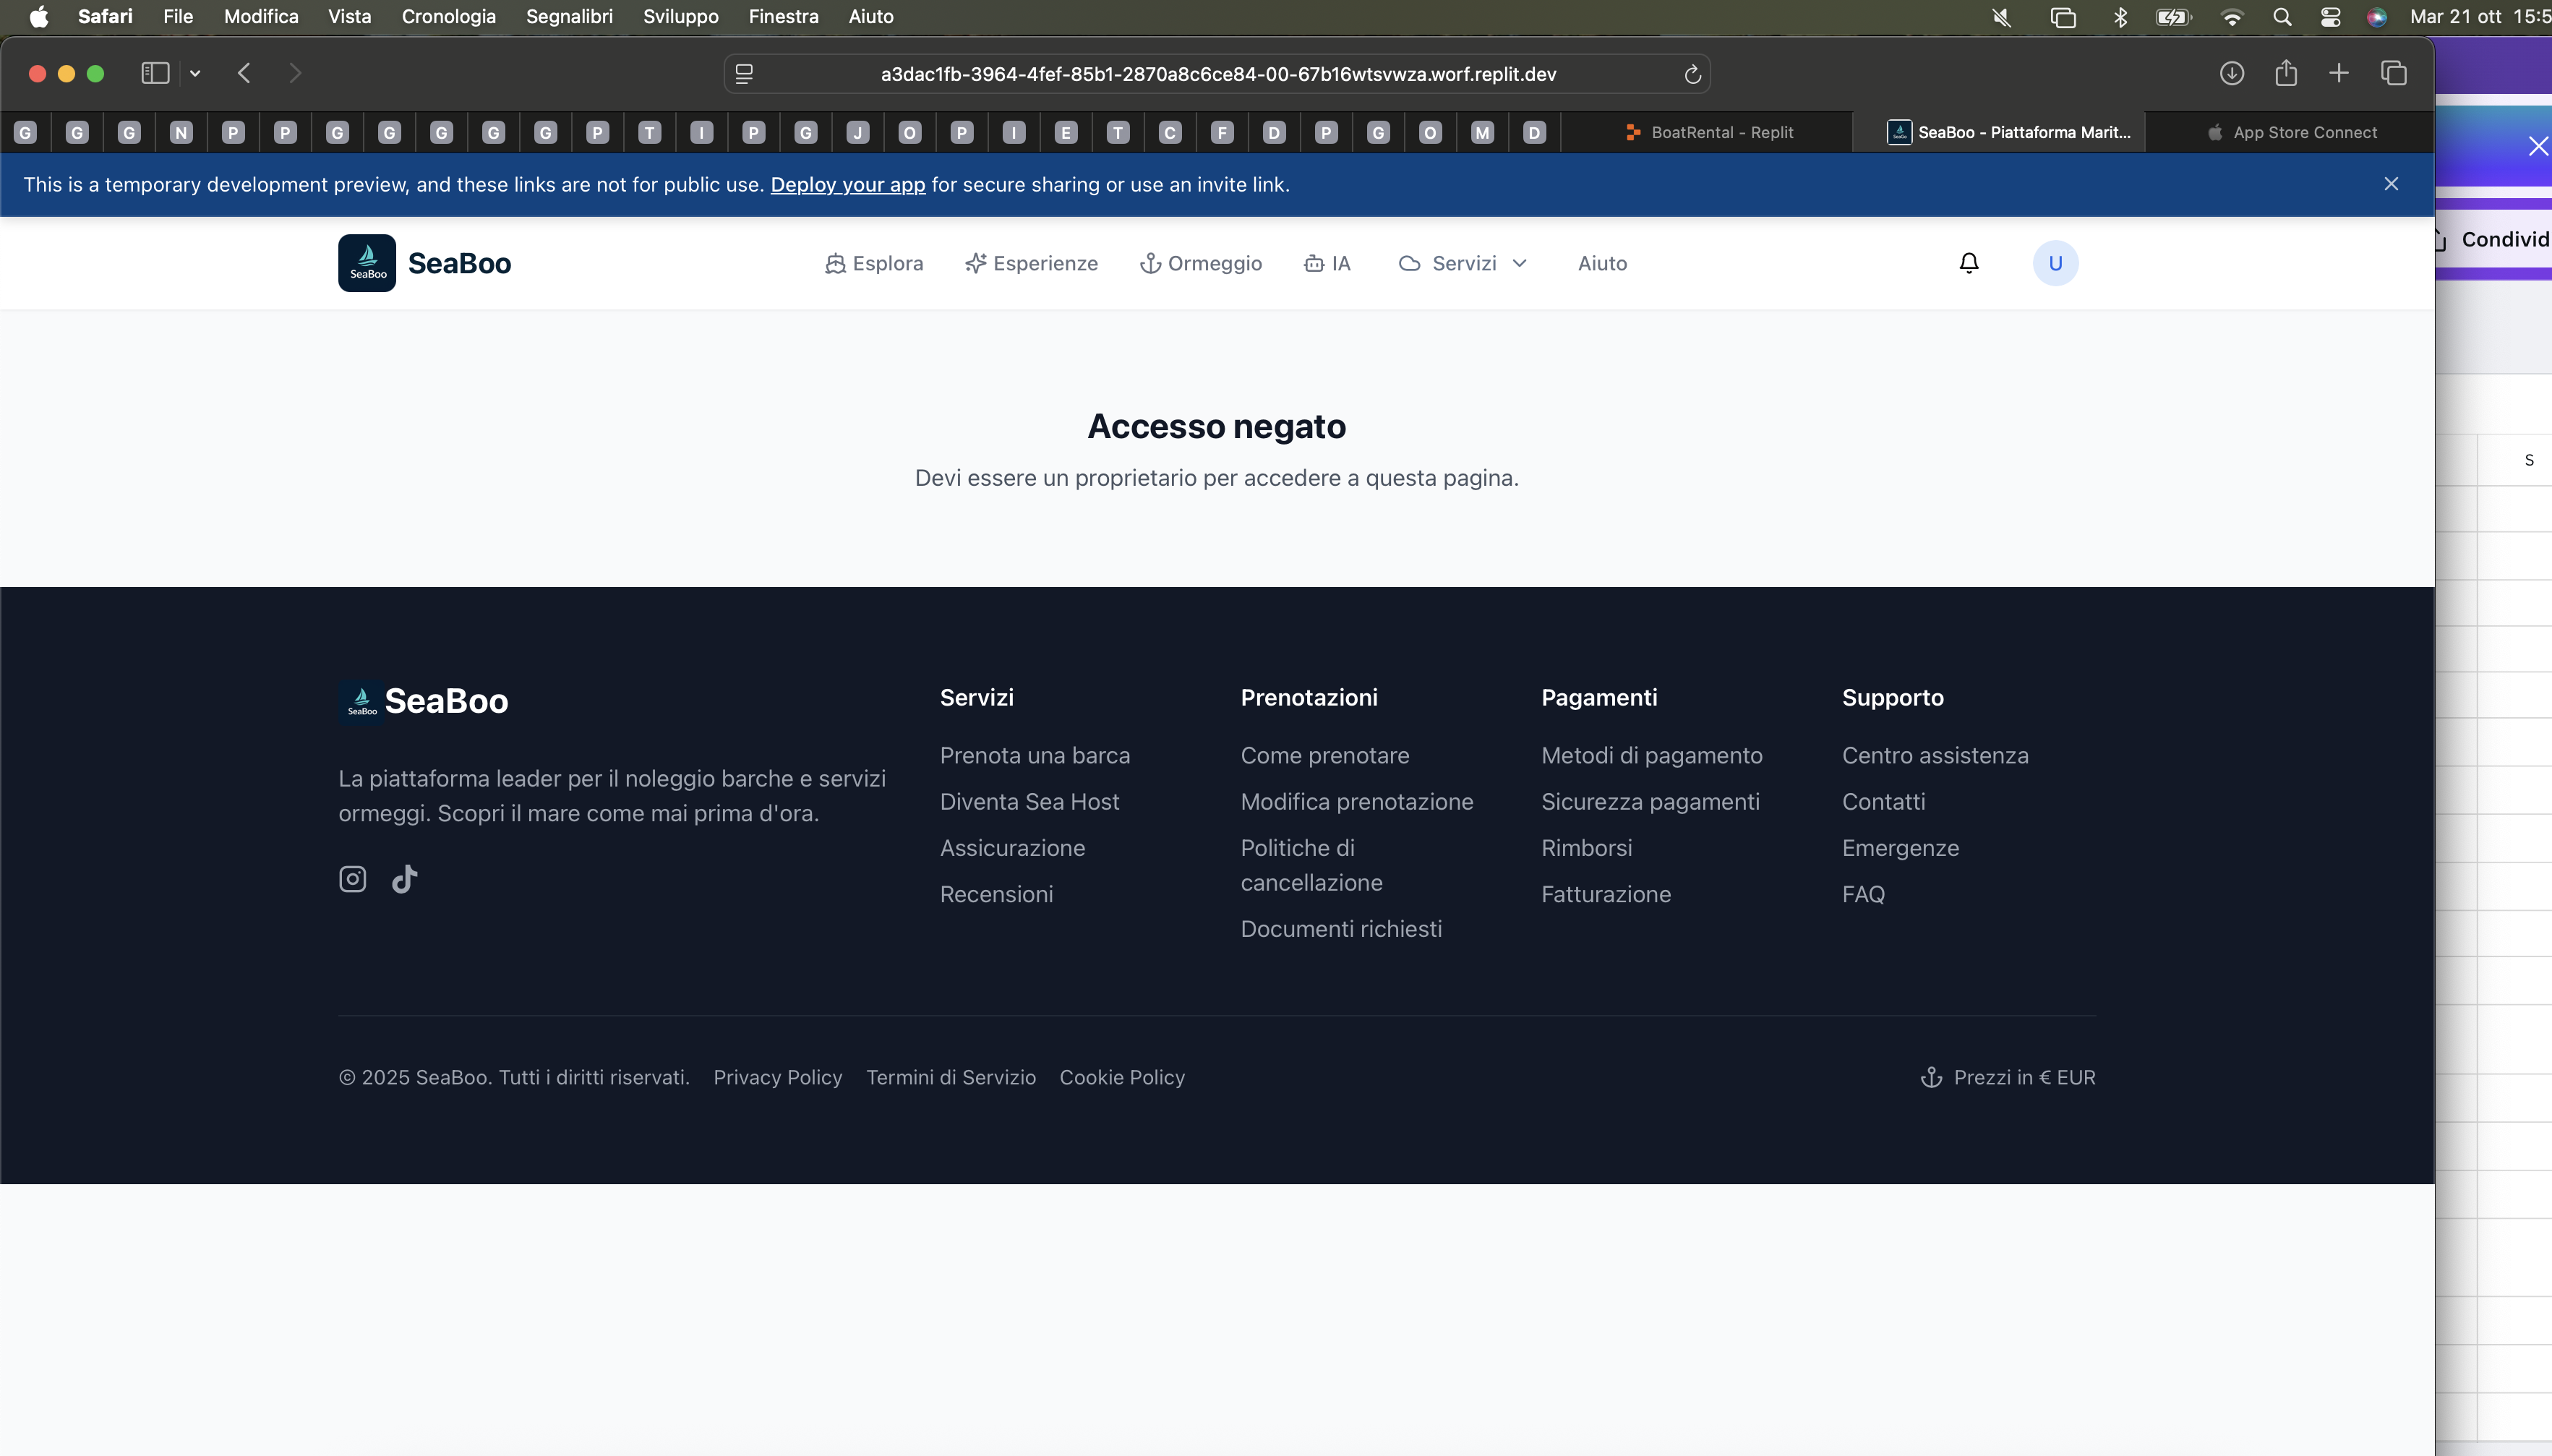 Safari File Modifica Vista Cronologia Segnalibri Sviluppo Finestra Aiuto
Mar 21 ott 15:5
a3dac1fb-3964-4fef-85b1-2870a8c6ce84-00-67b16wtsvwza.worf.replit.dev
G G G N P P G G G G G P T I P G J O P I E T C F D P G O M D BoatRental - Replit SeaBoo - Piattaforma Marit... App Store Connect
This is a temporary development preview, and these links are not for public use. Deploy your app for secure sharing or use an invite link.
SeaBoo SeaBoo Esplora Esperienze Ormeggio IA Servizi Aiuto U
Condivid
S
Accesso negato
Devi essere un proprietario per accedere a questa pagina.
SeaBoo SeaBoo
La piattaforma leader per il noleggio barche e servizi
ormeggi. Scopri il mare come mai prima d'ora.
Servizi
Prenota una barca
Diventa Sea Host
Assicurazione
Recensioni
Prenotazioni
Come prenotare
Modifica prenotazione
Politiche di
cancellazione
Documenti richiesti
Pagamenti
Metodi di pagamento
Sicurezza pagamenti
Rimborsi
Fatturazione
Supporto
Centro assistenza
Contatti
Emergenze
FAQ
© 2025 SeaBoo. Tutti i diritti riservati. Privacy Policy Termini di Servizio Cookie Policy
Prezzi in € EUR